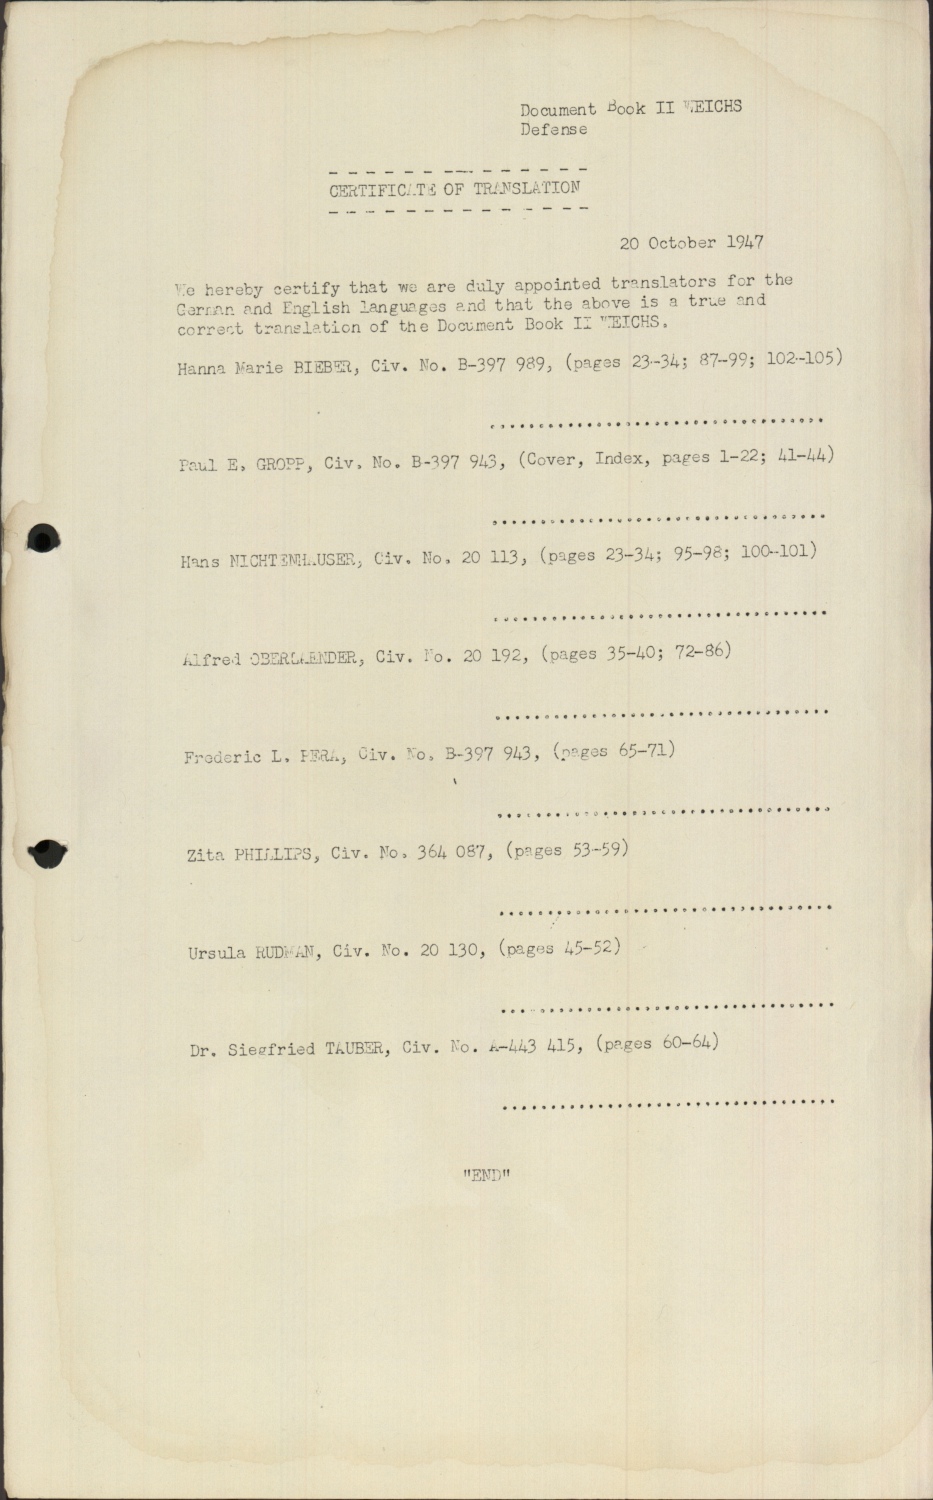 Document Book II WEICHS
Defense
CERTIFICATE OF TRANSLATION
20 October 1947
We hereby certify that we are duly appointed translators for the
German and English languages and that the above is a true and
correct translation of the Document Book II WEICHS.
Hanna Marie BIEBER, Civ. No. B-397 989, (pages 23-34; 87-99; 102-105)
Paul E. GROPP, Civ. No. B-397 943, (Cover, Index, pages 1-22; 41-44)
Hans NICHTENHAUSER, Civ. No. 20 113, (pages 23-34; 95-98; 100-101)
Alfred OBERLAENDER, Civ. No. 20 192, (pages 35-40; 72-86)
Frederic L. PERA, Civ. No. B-397 943, (pages 65-71)
Zita PHILLIPS, Civ. No. 364 087, (pages 53-59)
Ursula RUDMAN, Civ. No. 20 130, (pages 45-52)
Dr. Siegfried TAUBER, Civ. No. A-443 415, (pages 60-64)
"END"